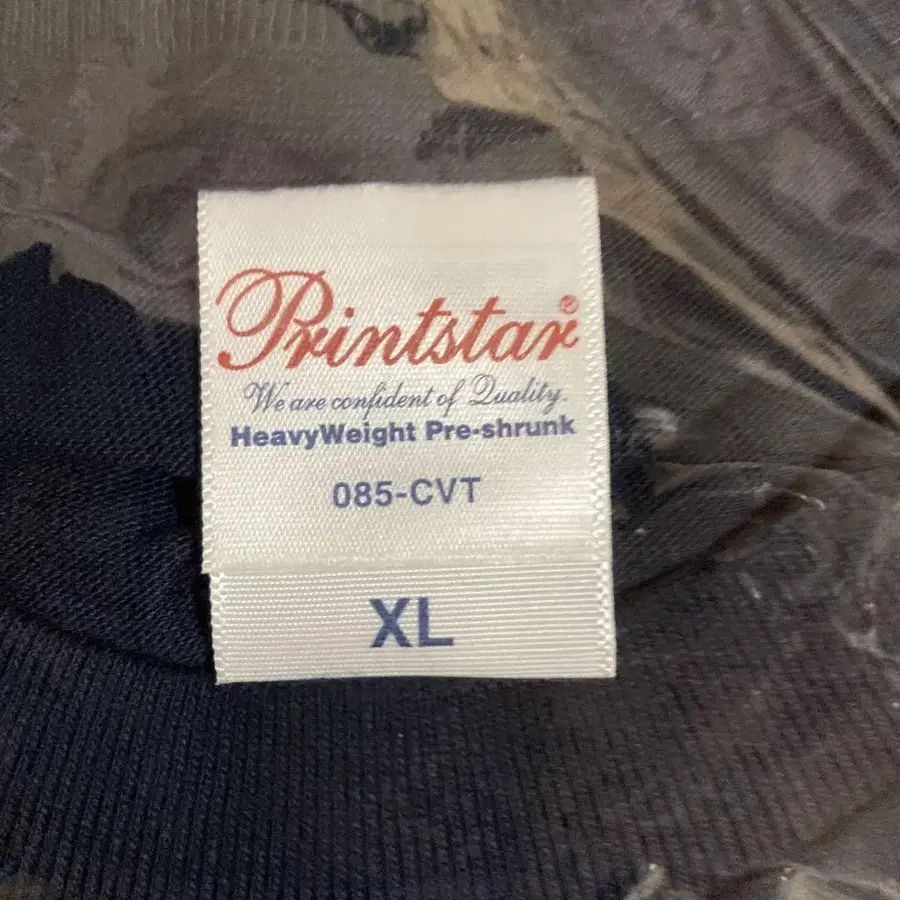 Printstar®
We are confident of Quality.
HeavyWeight Pre-shrunk
085-CVT
XL